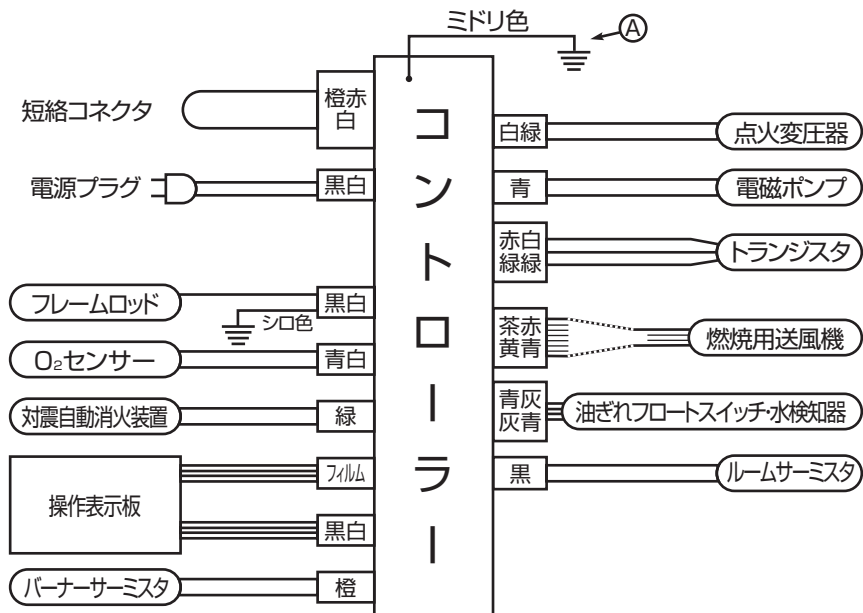 ミドリ色
Ⓐ
短絡コネクタ
橙赤
白
電源プラグ
黒白
フレームロッド
黒白
シロ色
O₂センサー
青白
対震自動消火装置
緑
操作表示板
フィルム
黒白
バーナーサーミスタ
橙
コントローラー
白緑
点火変圧器
青
電磁ポンプ
赤白
緑緑
トランジスタ
茶赤
黄青
燃焼用送風機
青灰
灰青
油ぎれフロートスイッチ・水検知器
黒
ルームサーミスタ